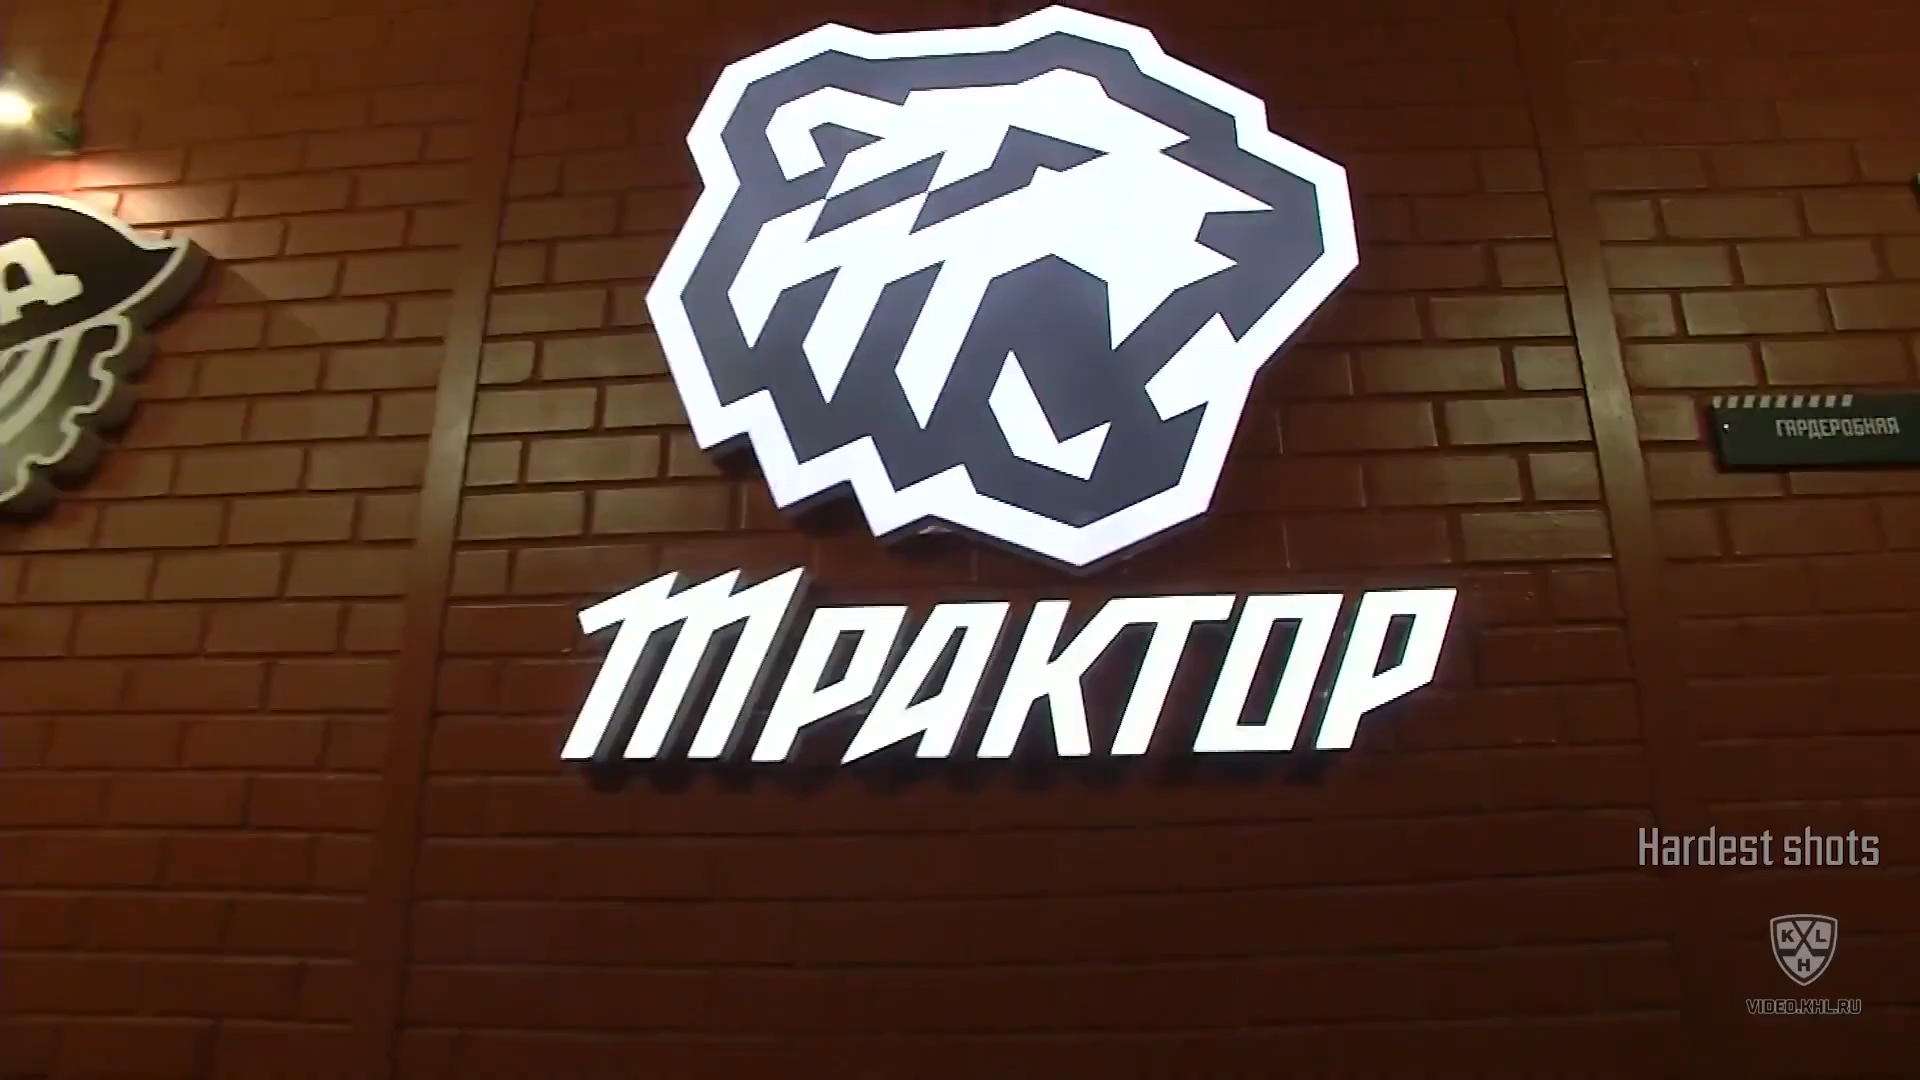 ТРАКТОР
ГАРДЕРОБНАЯ
Hardest shots
KHL
VIDEO.KHL.RU